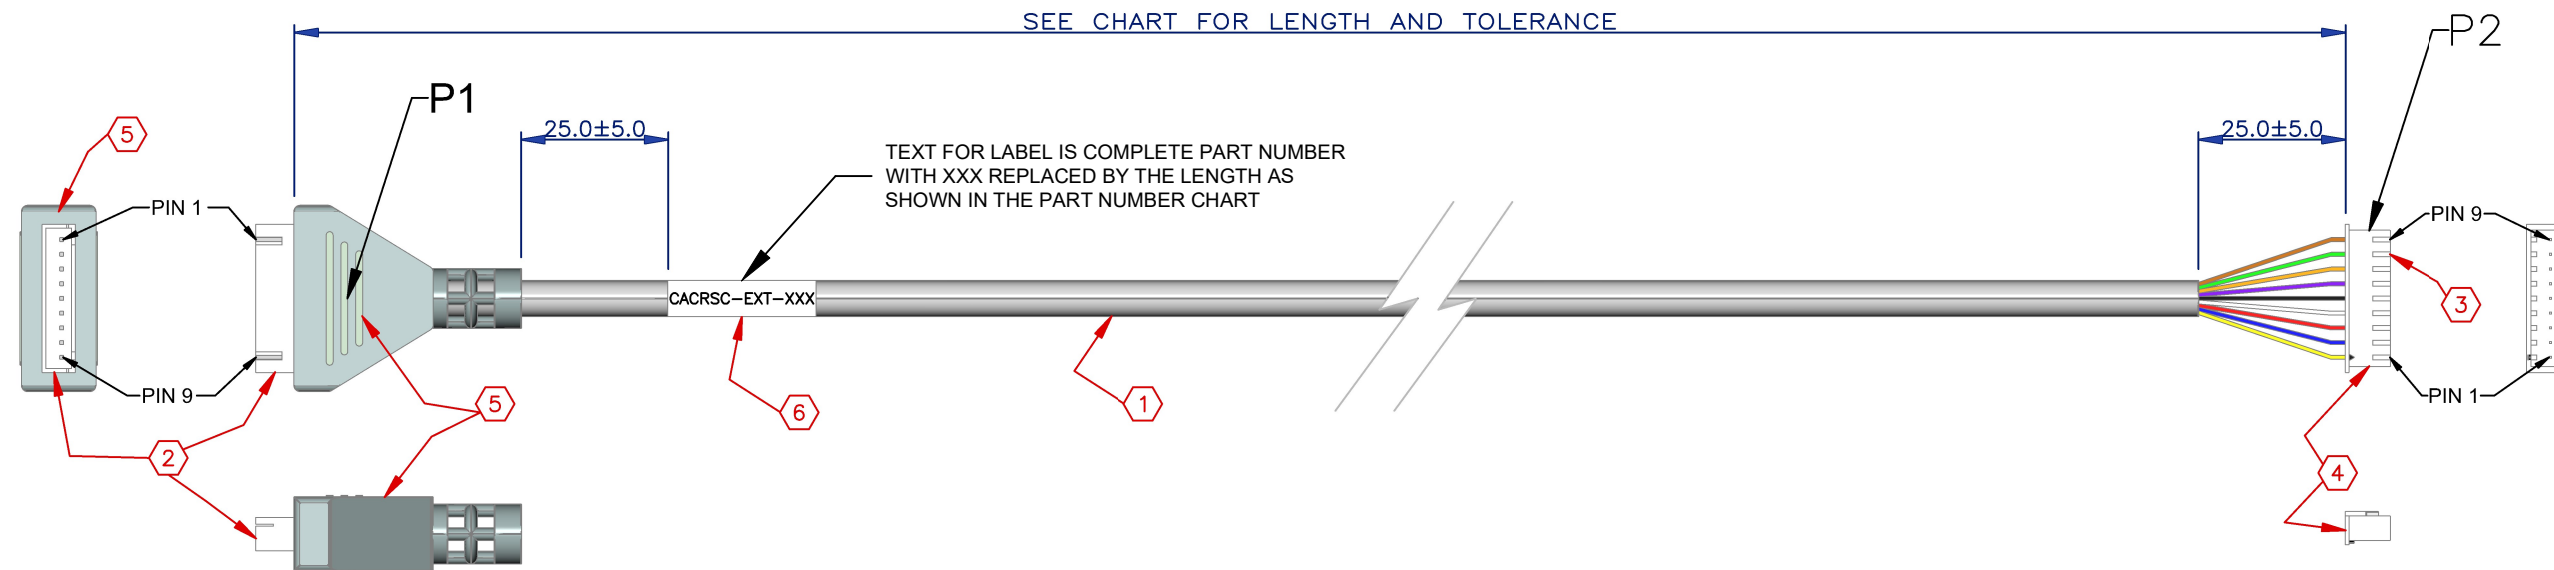 SEE CHART FOR LENGTH AND TOLERANCE
P2
P1
5
25.0±5.0
25.0±5.0
TEXT FOR LABEL IS COMPLETE PART NUMBER
WITH XXX REPLACED BY THE LENGTH AS
SHOWN IN THE PART NUMBER CHART
PIN 1
PIN 9
CACRSC-EXT-XXX
3
PIN 9
PIN 1
5
6
1
2
4